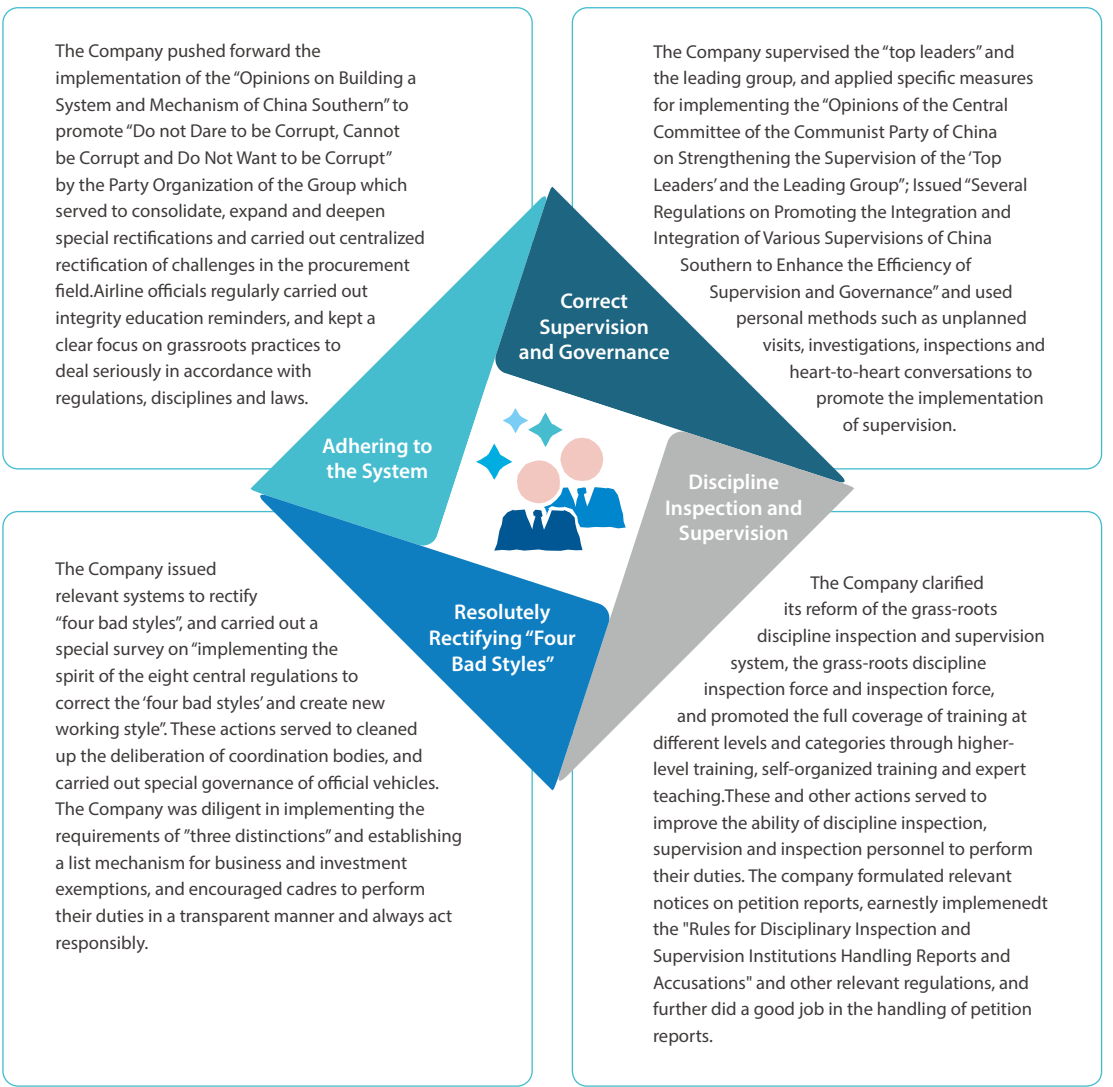 The Company pushed forward the
implementation of the “Opinions on Building a
System and Mechanism of China Southern” to
promote “Do not Dare to be Corrupt, Cannot
be Corrupt and Do Not Want to be Corrupt”
by the Party Organization of the Group which
served to consolidate, expand and deepen
special rectifications and carried out centralized
rectification of challenges in the procurement
field.Airline officials regularly carried out
integrity education reminders, and kept a
clear focus on grassroots practices to
deal seriously in accordance with
regulations, disciplines and laws.
The Company supervised the “top leaders” and
the leading group, and applied specific measures
for implementing the “Opinions of the Central
Committee of the Communist Party of China
on Strengthening the Supervision of the ‘Top
Leaders’ and the Leading Group”; Issued “Several
Regulations on Promoting the Integration and
Integration of Various Supervisions of China
Southern to Enhance the Efficiency of
Supervision and Governance” and used
personal methods such as unplanned
visits, investigations, inspections and
heart-to-heart conversations to
promote the implementation
of supervision.
Correct
Supervision
and Governance
Adhering to
the System
Discipline
Inspection and
Supervision
Resolutely
Rectifying “Four
Bad Styles”
The Company issued
relevant systems to rectify
“four bad styles”, and carried out a
special survey on “implementing the
spirit of the eight central regulations to
correct the ‘four bad styles’ and create new
working style”. These actions served to cleaned
up the deliberation of coordination bodies, and
carried out special governance of official vehicles.
The Company was diligent in implementing the
requirements of ”three distinctions” and establishing
a list mechanism for business and investment
exemptions, and encouraged cadres to perform
their duties in a transparent manner and always act
responsibly.
The Company clarified
its reform of the grass-roots
discipline inspection and supervision
system, the grass-roots discipline
inspection force and inspection force,
and promoted the full coverage of training at
different levels and categories through higher-
level training, self-organized training and expert
teaching.These and other actions served to
improve the ability of discipline inspection,
supervision and inspection personnel to perform
their duties. The company formulated relevant
notices on petition reports, earnestly implemenedt
the "Rules for Disciplinary Inspection and
Supervision Institutions Handling Reports and
Accusations" and other relevant regulations, and
further did a good job in the handling of petition
reports.